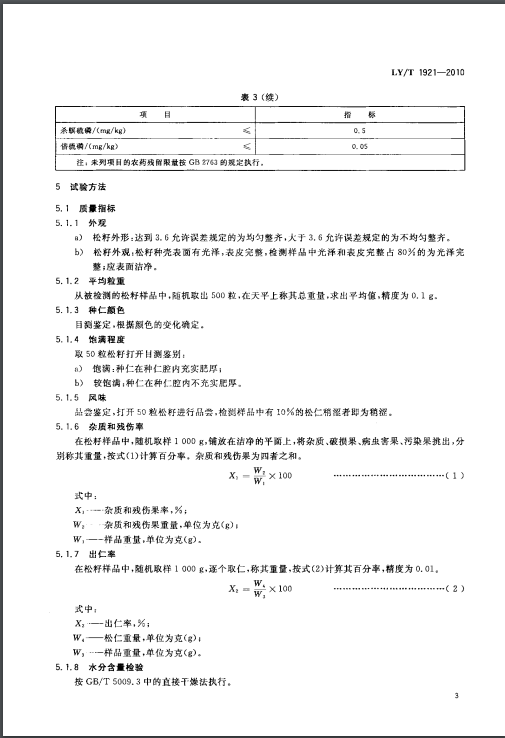 LY/T 1921—2010
表 3（续）
项 目 指 标
杀螟硫磷/(mg/kg) ≤ 0.5
倍硫磷/(mg/kg) ≤ 0.05
注：未列项目的农药残留限量按 GB 2763 的规定执行。
5 试验方法
5.1 质量指标
5.1.1 外观
a) 松籽外形：达到 3.6 允许误差规定的为均匀整齐，大于 3.6 允许误差规定的为不均匀整齐。
b) 松籽外观：松籽种壳表面有光泽，表皮完整，检测样品中光泽和表皮完整占 80%的为光泽完
整；应表面洁净。
5.1.2 平均粒重
从被检测的松籽样品中，随机取出 500 粒，在天平上称其总重量，求出平均值，精度为 0.1 g。
5.1.3 种仁颜色
目测鉴定，根据颜色的变化确定。
5.1.4 饱满程度
取 50 粒松籽打开目测鉴别：
a) 饱满：种仁在种仁腔内充实肥厚；
b) 较饱满：种仁在种仁腔内不充实肥厚。
5.1.5 风味
品尝鉴定，打开 50 粒松籽进行品尝，检测样品中有 10%的松仁稍涩者即为稍涩。
5.1.6 杂质和残伤率
在松籽样品中，随机取样 1 000 g，铺放在洁净的平面上，将杂质、破损果、病虫害果、污染果挑出，分
别称其重量，按式(1)计算百分率。杂质和残伤果为四者之和。
X₁ = W₂/W₁ × 100 ……………………………( 1 )
式中：
X₁——杂质和残伤果率，%；
W₂——杂质和残伤果重量，单位为克(g)；
W₁——样品重量，单位为克(g)。
5.1.7 出仁率
在松籽样品中，随机取样 1 000 g，逐个取仁，称其重量，按式(2)计算其百分率，精度为 0.01。
X₂ = W₄/W₃ × 100 ……………………………( 2 )
式中：
X₂——出仁率，%；
W₄——松仁重量，单位为克(g)；
W₃——样品重量，单位为克(g)。
5.1.8 水分含量检验
按 GB/T 5009.3 中的直接干燥法执行。
3